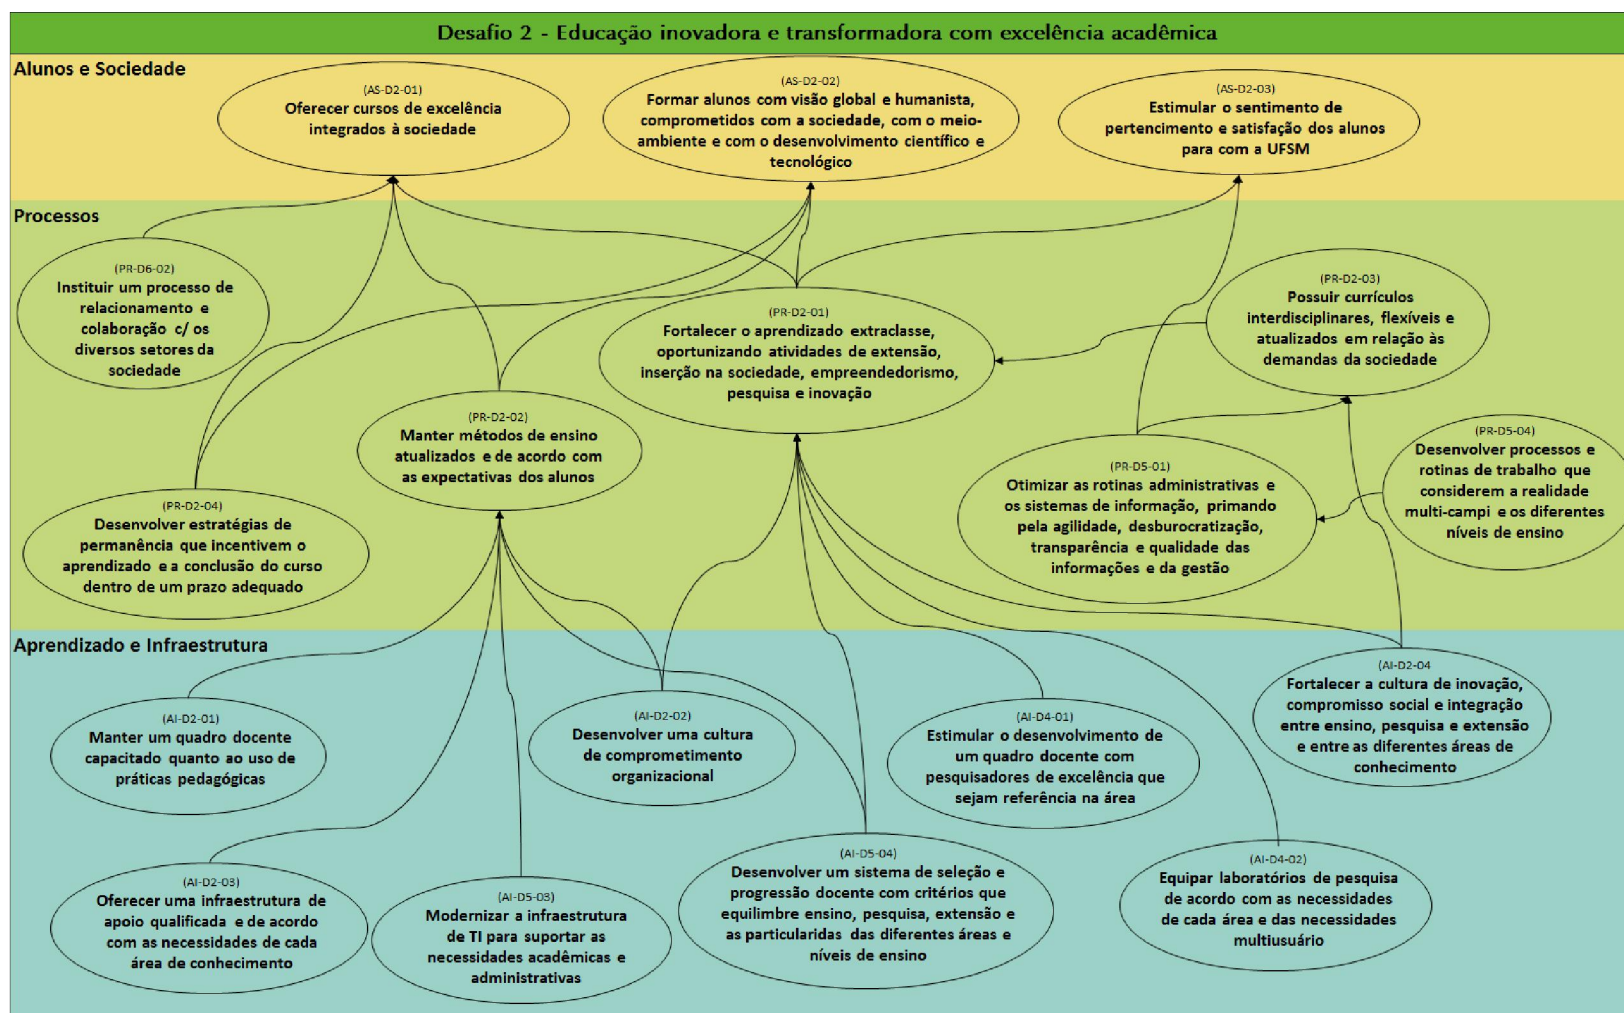 Desafio 2 - Educação inovadora e transformadora com excelência acadêmica
Alunos e Sociedade
(AS-D2-01)
Oferecer cursos de excelência
integrados à sociedade
(AS-D2-02)
Formar alunos com visão global e humanista,
comprometidos com a sociedade, com o meio-
ambiente e com o desenvolvimento científico e
tecnológico
(AS-D2-03)
Estimular o sentimento de
pertencimento e satisfação dos alunos
para com a UFSM
Processos
(PR-D6-02)
Instituir um processo de
relacionamento e
colaboração c/ os
diversos setores da
sociedade
(PR-D2-01)
Fortalecer o aprendizado extraclasse,
oportunizando atividades de extensão,
inserção na sociedade, empreendedorismo,
pesquisa e inovação
(PR-D2-03)
Possuir currículos
interdisciplinares, flexíveis e
atualizados em relação às
demandas da sociedade
(PR-D2-02)
Manter métodos de ensino
atualizados e de acordo com
as expectativas dos alunos
(PR-D5-01)
Otimizar as rotinas administrativas e
os sistemas de informação, primando
pela agilidade, desburocratização,
transparência e qualidade das
informações e da gestão
(PR-D5-04)
Desenvolver processos e
rotinas de trabalho que
considerem a realidade
multi-campi e os diferentes
níveis de ensino
(PR-D2-04)
Desenvolver estratégias de
permanência que incentivem o
aprendizado e a conclusão do curso
dentro de um prazo adequado
Aprendizado e Infraestrutura
(AI-D2-01)
Manter um quadro docente
capacitado quanto ao uso de
práticas pedagógicas
(AI-D2-02)
Desenvolver uma cultura
de comprometimento
organizacional
(AI-D4-01)
Estimular o desenvolvimento de
um quadro docente com
pesquisadores de excelência que
sejam referência na área
(AI-D2-04
Fortalecer a cultura de inovação,
compromisso social e integração
entre ensino, pesquisa e extensão
e entre as diferentes áreas de
conhecimento
(AI-D2-03)
Oferecer uma infraestrutura de
apoio qualificada e de acordo
com as necessidades de cada
área de conhecimento
(AI-D5-03)
Modernizar a infraestrutura
de TI para suportar as
necessidades acadêmicas e
administrativas
(AI-D5-04)
Desenvolver um sistema de seleção e
progressão docente com critérios que
equilimbre ensino, pesquisa, extensão e
as particularidas das diferentes áreas e
níveis de ensino
(AI-D4-02)
Equipar laboratórios de pesquisa
de acordo com as necessidades
de cada área e das necessidades
multiusuário